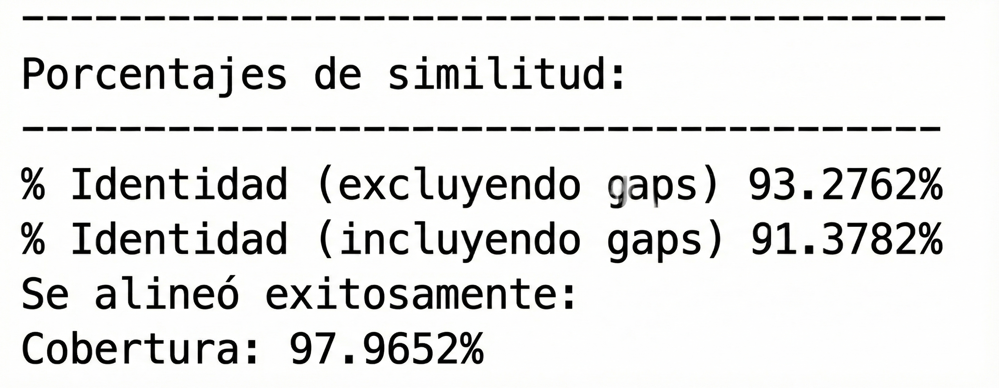 --------------------------------------
Porcentajes de similitud:
--------------------------------------
% Identidad (excluyendo gaps) 93.2762%
% Identidad (incluyendo gaps) 91.3782%
Se alineó exitosamente:
Cobertura: 97.9652%